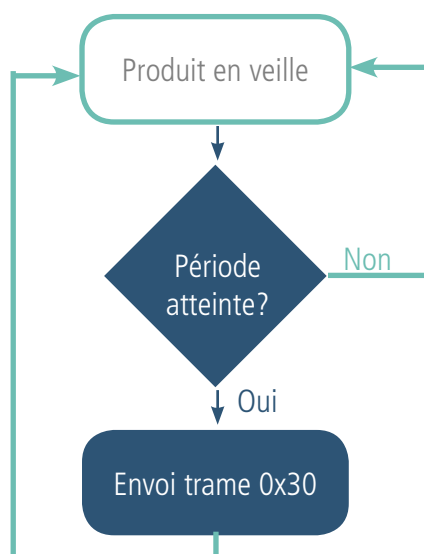 Produit en veille
Période
atteinte?
Non
Oui
Envoi trame 0x30